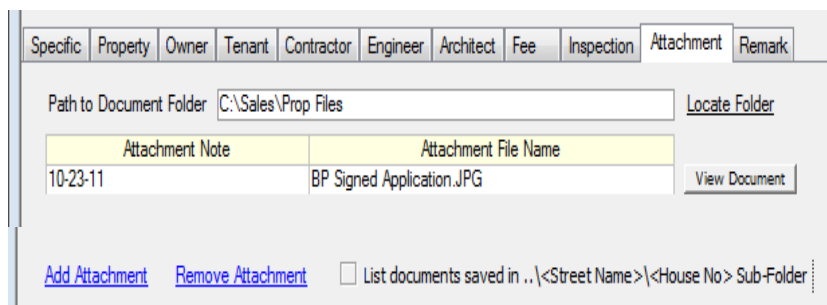 Specific Property Owner Tenant Contractor Engineer Architect Fee Inspection Attachment Remark
Path to Document Folder C:\Sales\Prop Files Locate Folder
Attachment Note Attachment File Name
10-23-11 BP Signed Application.JPG View Document
Add Attachment Remove Attachment List documents saved in ..\<Street Name>\<House No> Sub-Folder